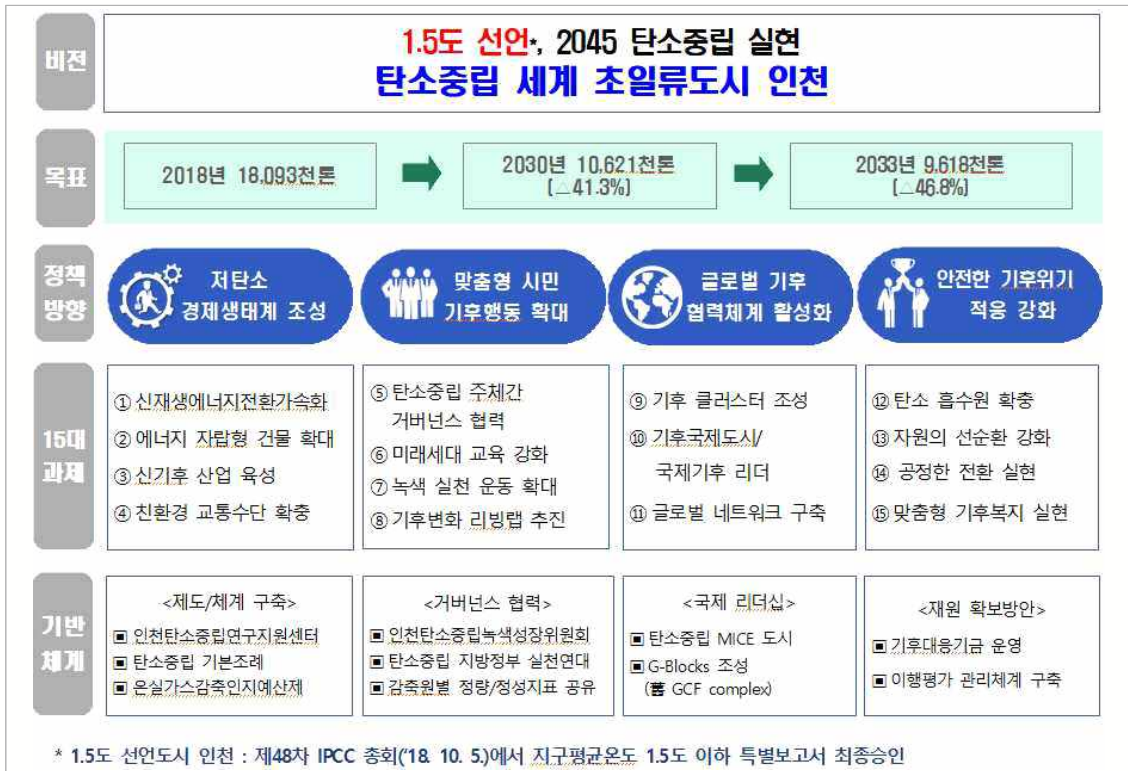 비전
1.5도 선언*, 2045 탄소중립 실현
탄소중립 세계 초일류도시 인천
목표
2018년 18,093천톤
2030년 10,621천톤
(△41.3%)
2033년 9,618천톤
(△46.8%)
정책
방향
저탄소
경제생태계 조성
맞춤형 시민
기후행동 확대
글로벌 기후
협력체계 활성화
안전한 기후위기
적응 강화
15대
과제
① 신재생에너지전환가속화
② 에너지 자랍형 건물 확대
③ 신기후 산업 육성
④ 친환경 교통수단 확충
⑤ 탄소중립 주체간
거버넌스 협력
⑥ 미래세대 교육 강화
⑦ 녹색 실천 운동 확대
⑧ 기후변화 리빙랩 추진
⑨ 기후 클러스터 조성
⑩ 기후국제도시/
국제기후 리더
⑪ 글로벌 네트워크 구축
⑫ 탄소 흡수원 확충
⑬ 자원의 선순환 강화
⑭ 공정한 전환 실현
⑮ 맞춤형 기후복지 실현
기반
체계
<제도/체계 구축>
▣ 인천탄소중립연구지원센터
▣ 탄소중립 기본조례
▣ 온실가스감축인지예산제
<거버넌스 협력>
▣ 인천탄소중립녹색성장위원회
▣ 탄소중립 지방정부 실천연대
▣ 감축원별 정량/정성지표 공유
<국제 리더십>
▣ 탄소중립 MICE 도시
▣ G-Blocks 조성
(舊 GCF complex)
<재원 확보방안>
▣ 기후대응기금 운영
▣ 이행평가 관리체계 구축
* 1.5도 선언도시 인천 : 제48차 IPCC 총회('18. 10. 5.)에서 지구평균온도 1.5도 이하 특별보고서 최종승인